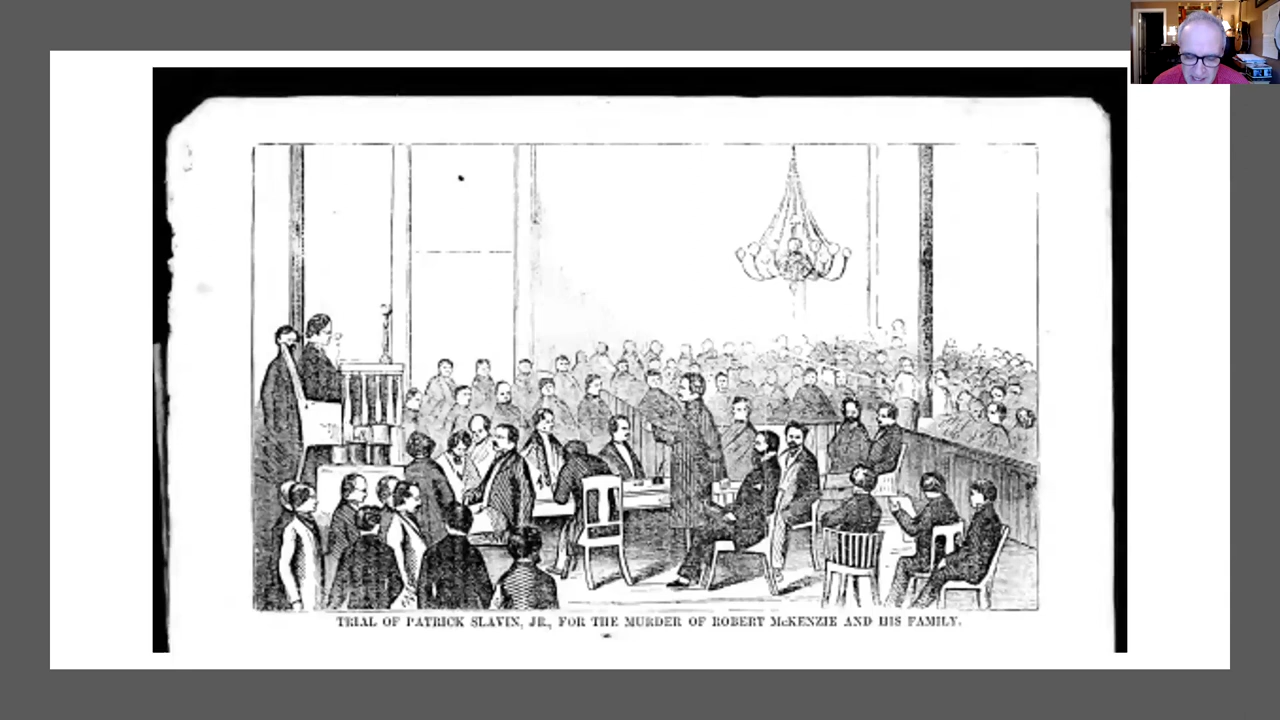 TRIAL OF PATRICK SLAVIN, JR., FOR THE MURDER OF ROBERT McKENZIE AND HIS FAMILY.